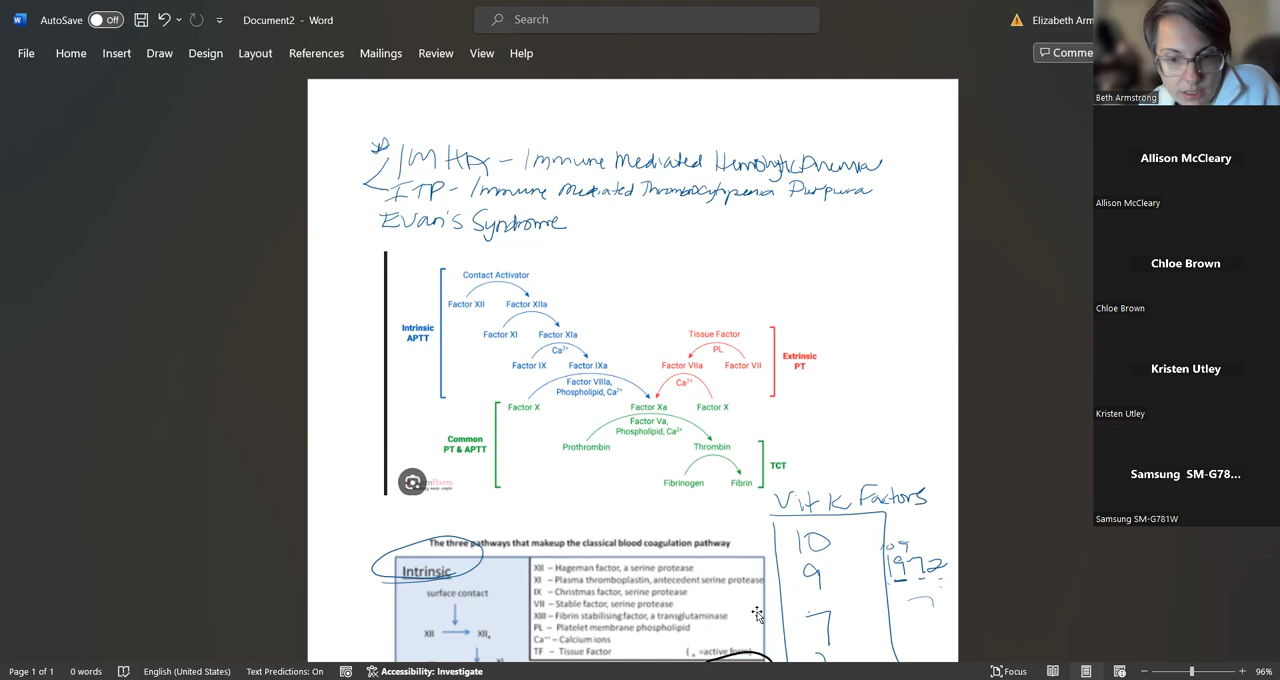 AutoSave Off Document2 - Word Search Elizabeth Arm
File Home Insert Draw Design Layout References Mailings Review View Help Comme
Beth Armstrong
Allison McCleary
Allison McCleary
Chloe Brown
Chloe Brown
Kristen Utley
Kristen Utley
Samsung SM-G78...
Samsung SM-G781W
IMHA - Immune Mediated Hemolytic Anemia
ITP - Immune Mediated Thrombocytopenia Purpura
Evan's Syndrome
Contact Activator
Factor XII Factor XIIa
Intrinsic
APTT
Factor XI Factor XIa
Ca2+
Factor IX Factor IXa
Factor VIIIa,
Phospholipid, Ca2+
Tissue Factor
PL
Factor VIIa Factor VII
Ca2+
Extrinsic
PT
Factor X Factor Xa Factor X
Factor Va,
Phospholipid, Ca2+
Common
PT & APTT
Prothrombin Thrombin
TCT
Fibrinogen Fibrin
Vit K Factors
10
9
7
1972
The three pathways that makeup the classical blood coagulation pathway
Intrinsic
surface contact
XII XIIa
XII – Hageman factor, a serine protease
XI – Plasma thromboplastin, antecedent serine protease
IX – Christmas factor, serine protease
VII – Stable factor, serine protease
XIII – Fibrin stabilising factor, a transglutaminase
PL – Platelet membrane phospholipid
Ca++ – Calcium ions
TF – Tissue Factor (a =active form)
Page 1 of 1 0 words English (United States) Text Predictions: On Accessibility: Investigate Focus 96%